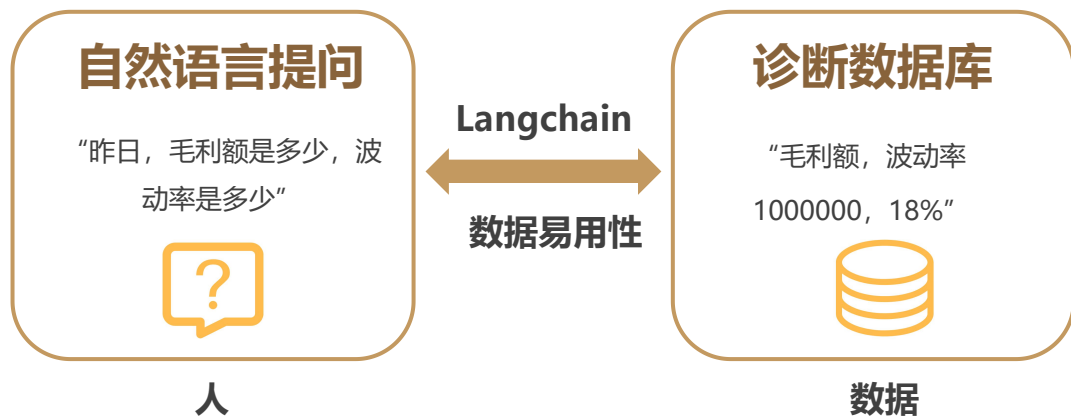 自然语言提问
“昨日，毛利额是多少，波
动率是多少”
?
人
Langchain
数据易用性
诊断数据库
“毛利额，波动率
1000000，18%”
数据